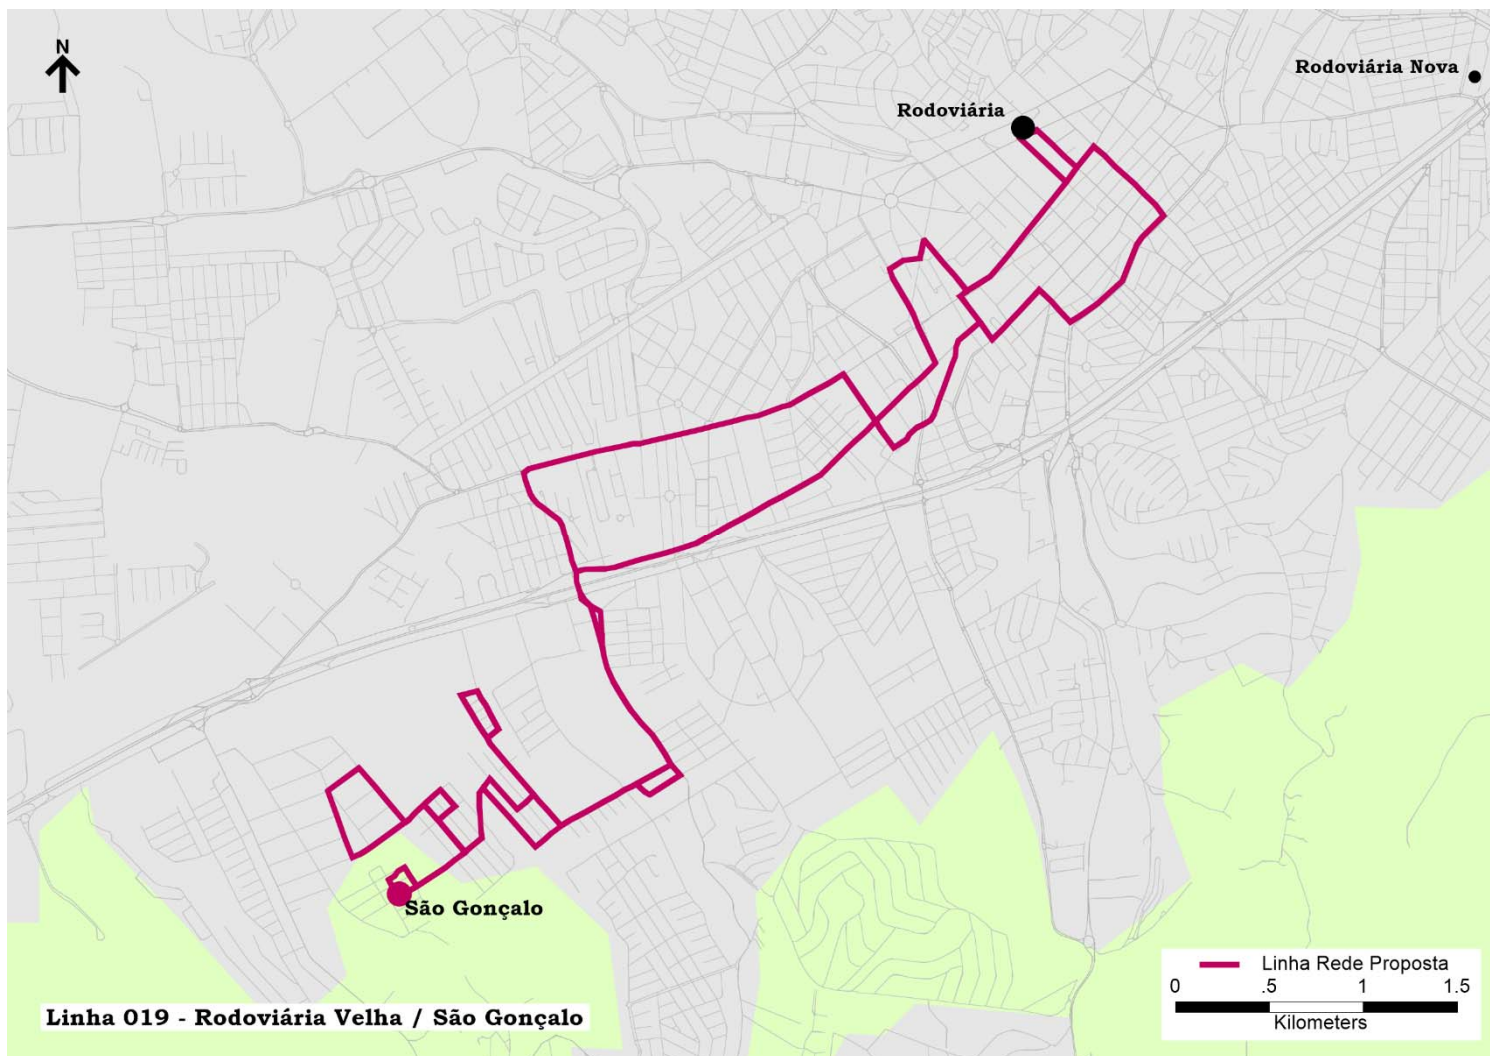 N
Rodoviária Nova
Rodoviária
São Gonçalo
Linha Rede Proposta
0 .5 1 1.5
Kilometers
Linha 019 - Rodoviária Velha / São Gonçalo